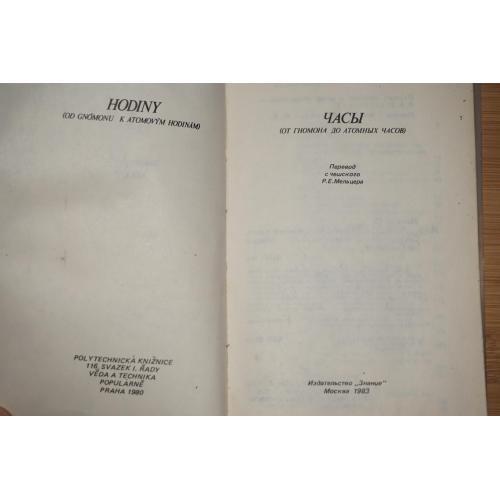 HODINY
(OD GNÓMONU K ATOMOVÝM HODINÁM)
POLYTECHNICKÁ KNIŽNICE
116. SVAZEK I. ŘADY
VĚDA A TECHNIKA
POPULARNĚ
PRAHA 1980
ЧАСЫ
(ОТ ГНОМОНА ДО АТОМНЫХ ЧАСОВ)
Перевод
с чешского
Р.Е.Мельцера
Издательство „Знание"
Москва 1983